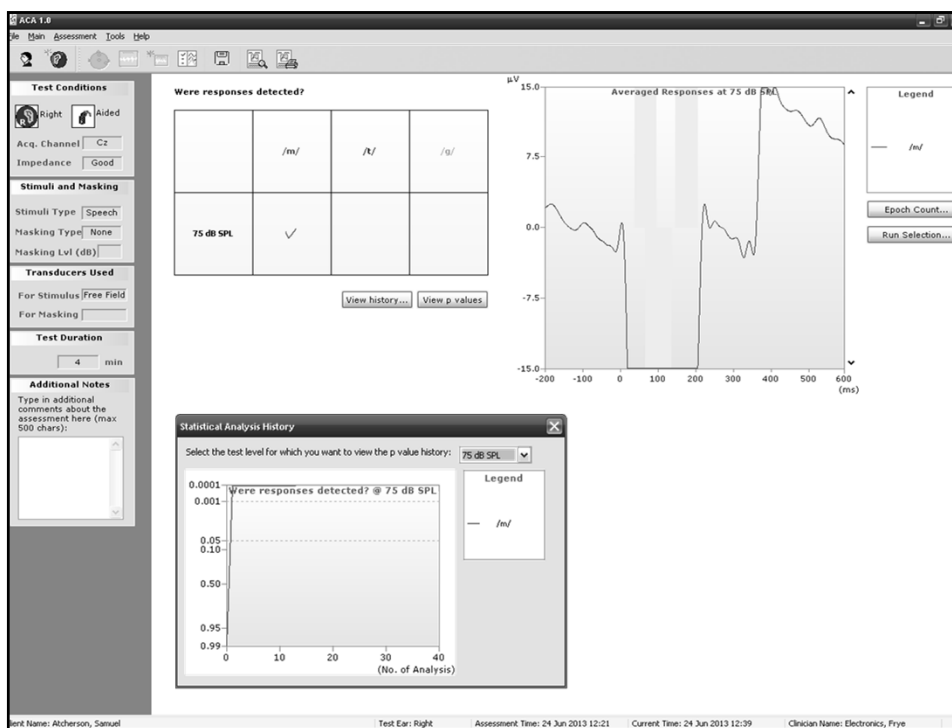 ACA 1.0
File Main Assessment Tools Help
Test Conditions
Right Aided
Acq. Channel Cz
Impedance Good
Stimuli and Masking
Stimuli Type Speech
Masking Type None
Masking Lvl (dB)
Transducers Used
For Stimulus Free Field
For Masking
Test Duration
4 min
Additional Notes
Type in additional
comments about the
assessment here (max
500 chars):
Were responses detected?
/m/ /t/ /g/
75 dB SPL
View history... View p values
µV
Averaged Responses at 75 dB SPL
15.0
7.5
0.0
-7.5
-15.0
-200 -100 0 100 200 300 400 500 600
(ms)
Legend
/m/
Epoch Count...
Run Selection...
Statistical Analysis History
Select the test level for which you want to view the p value history: 75 dB SPL
Were responses detected? @ 75 dB SPL
0.0001
0.001
0.05
0.10
0.50
0.95
0.99
0 10 20 30 40
(No. of Analysis)
Legend
/m/
lient Name: Atcherson, Samuel Test Ear: Right Assessment Time: 24 Jun 2013 12:21 Current Time: 24 Jun 2013 12:39 Clinician Name: Electronics, Frye